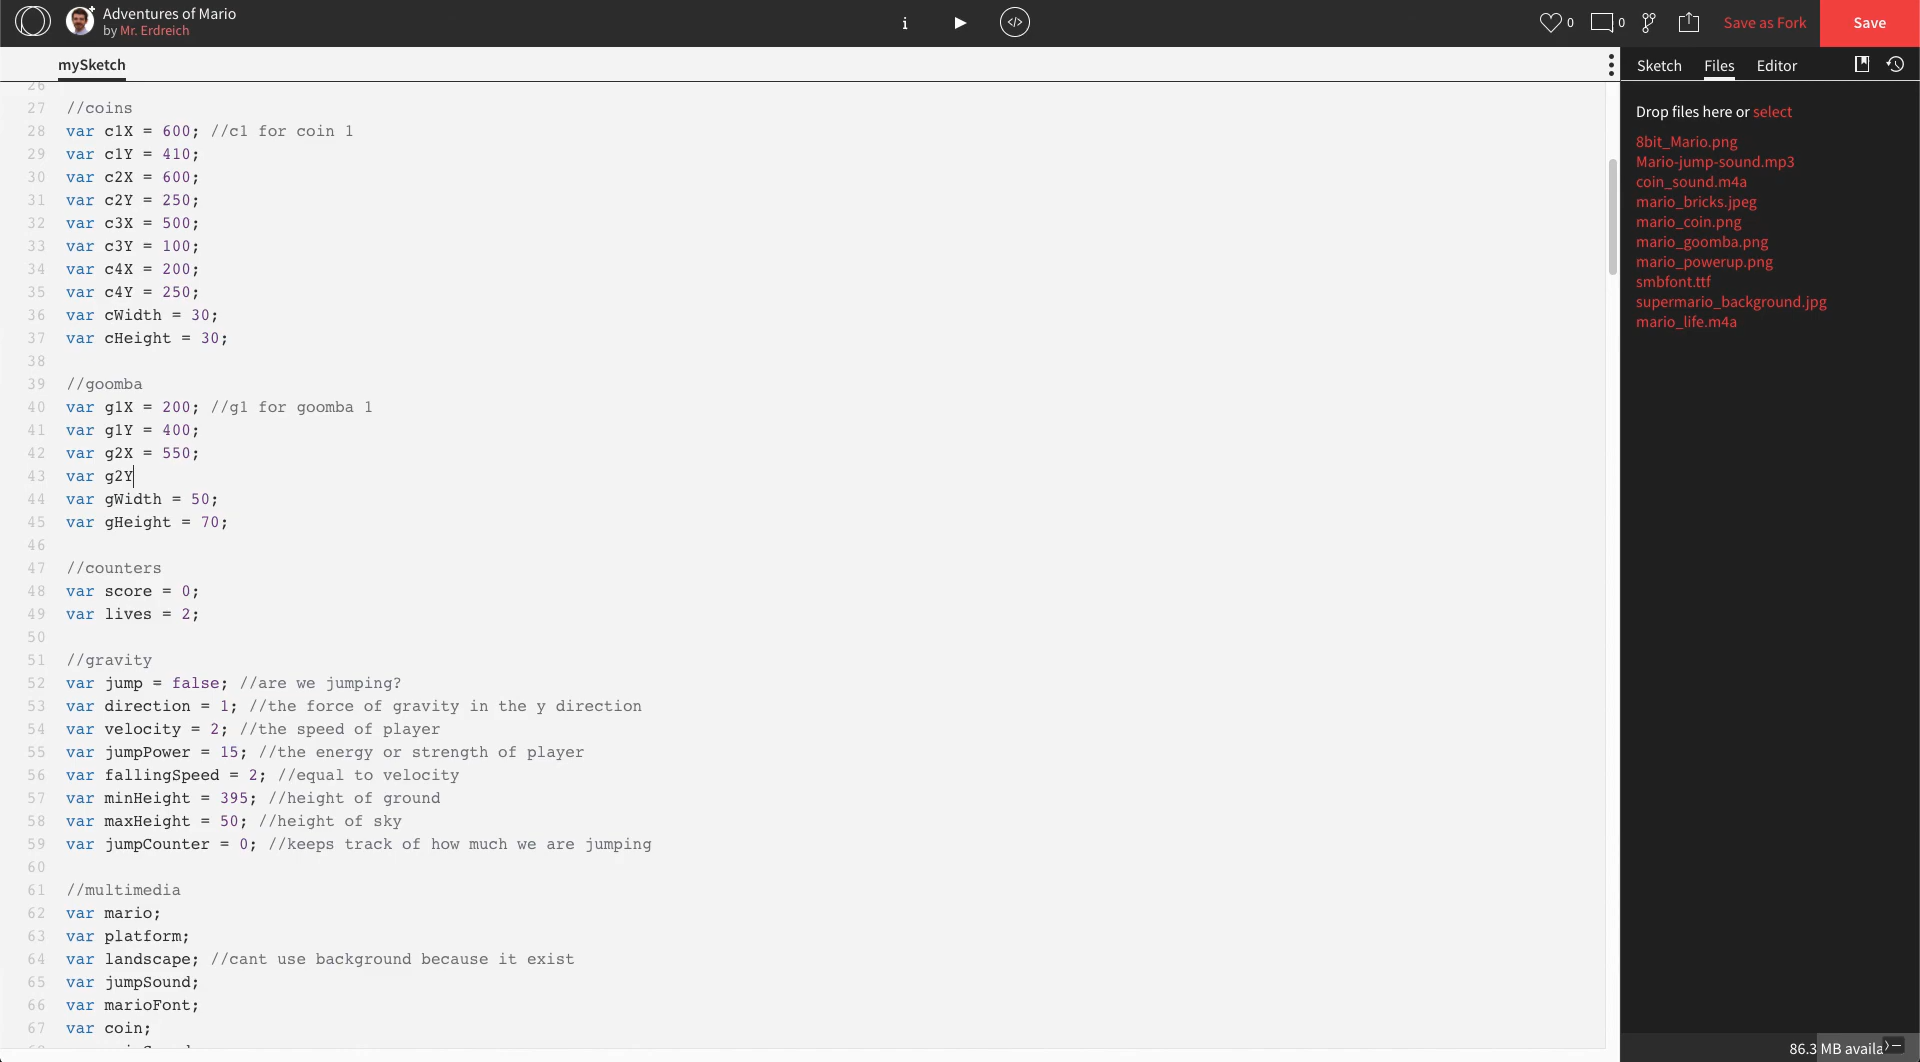 Adventures of Mario
by Mr. Erdreich
i
</>
0
0
Save as Fork
Save
mySketch
Sketch
Files
Editor
26
27 //coins
28 var c1X = 600; //c1 for coin 1
29 var c1Y = 410;
30 var c2X = 600;
31 var c2Y = 250;
32 var c3X = 500;
33 var c3Y = 100;
34 var c4X = 200;
35 var c4Y = 250;
36 var cWidth = 30;
37 var cHeight = 30;
38
39 //goomba
40 var g1X = 200; //g1 for goomba 1
41 var g1Y = 400;
42 var g2X = 550;
43 var g2Y
44 var gWidth = 50;
45 var gHeight = 70;
46
47 //counters
48 var score = 0;
49 var lives = 2;
50
51 //gravity
52 var jump = false; //are we jumping?
53 var direction = 1; //the force of gravity in the y direction
54 var velocity = 2; //the speed of player
55 var jumpPower = 15; //the energy or strength of player
56 var fallingSpeed = 2; //equal to velocity
57 var minHeight = 395; //height of ground
58 var maxHeight = 50; //height of sky
59 var jumpCounter = 0; //keeps track of how much we are jumping
60
61 //multimedia
62 var mario;
63 var platform;
64 var landscape; //cant use background because it exist
65 var jumpSound;
66 var marioFont;
67 var coin;
Drop files here or select
8bit_Mario.png
Mario-jump-sound.mp3
coin_sound.m4a
mario_bricks.jpeg
mario_coin.png
mario_goomba.png
mario_powerup.png
smbfont.ttf
supermario_background.jpg
mario_life.m4a
86.3 MB availa